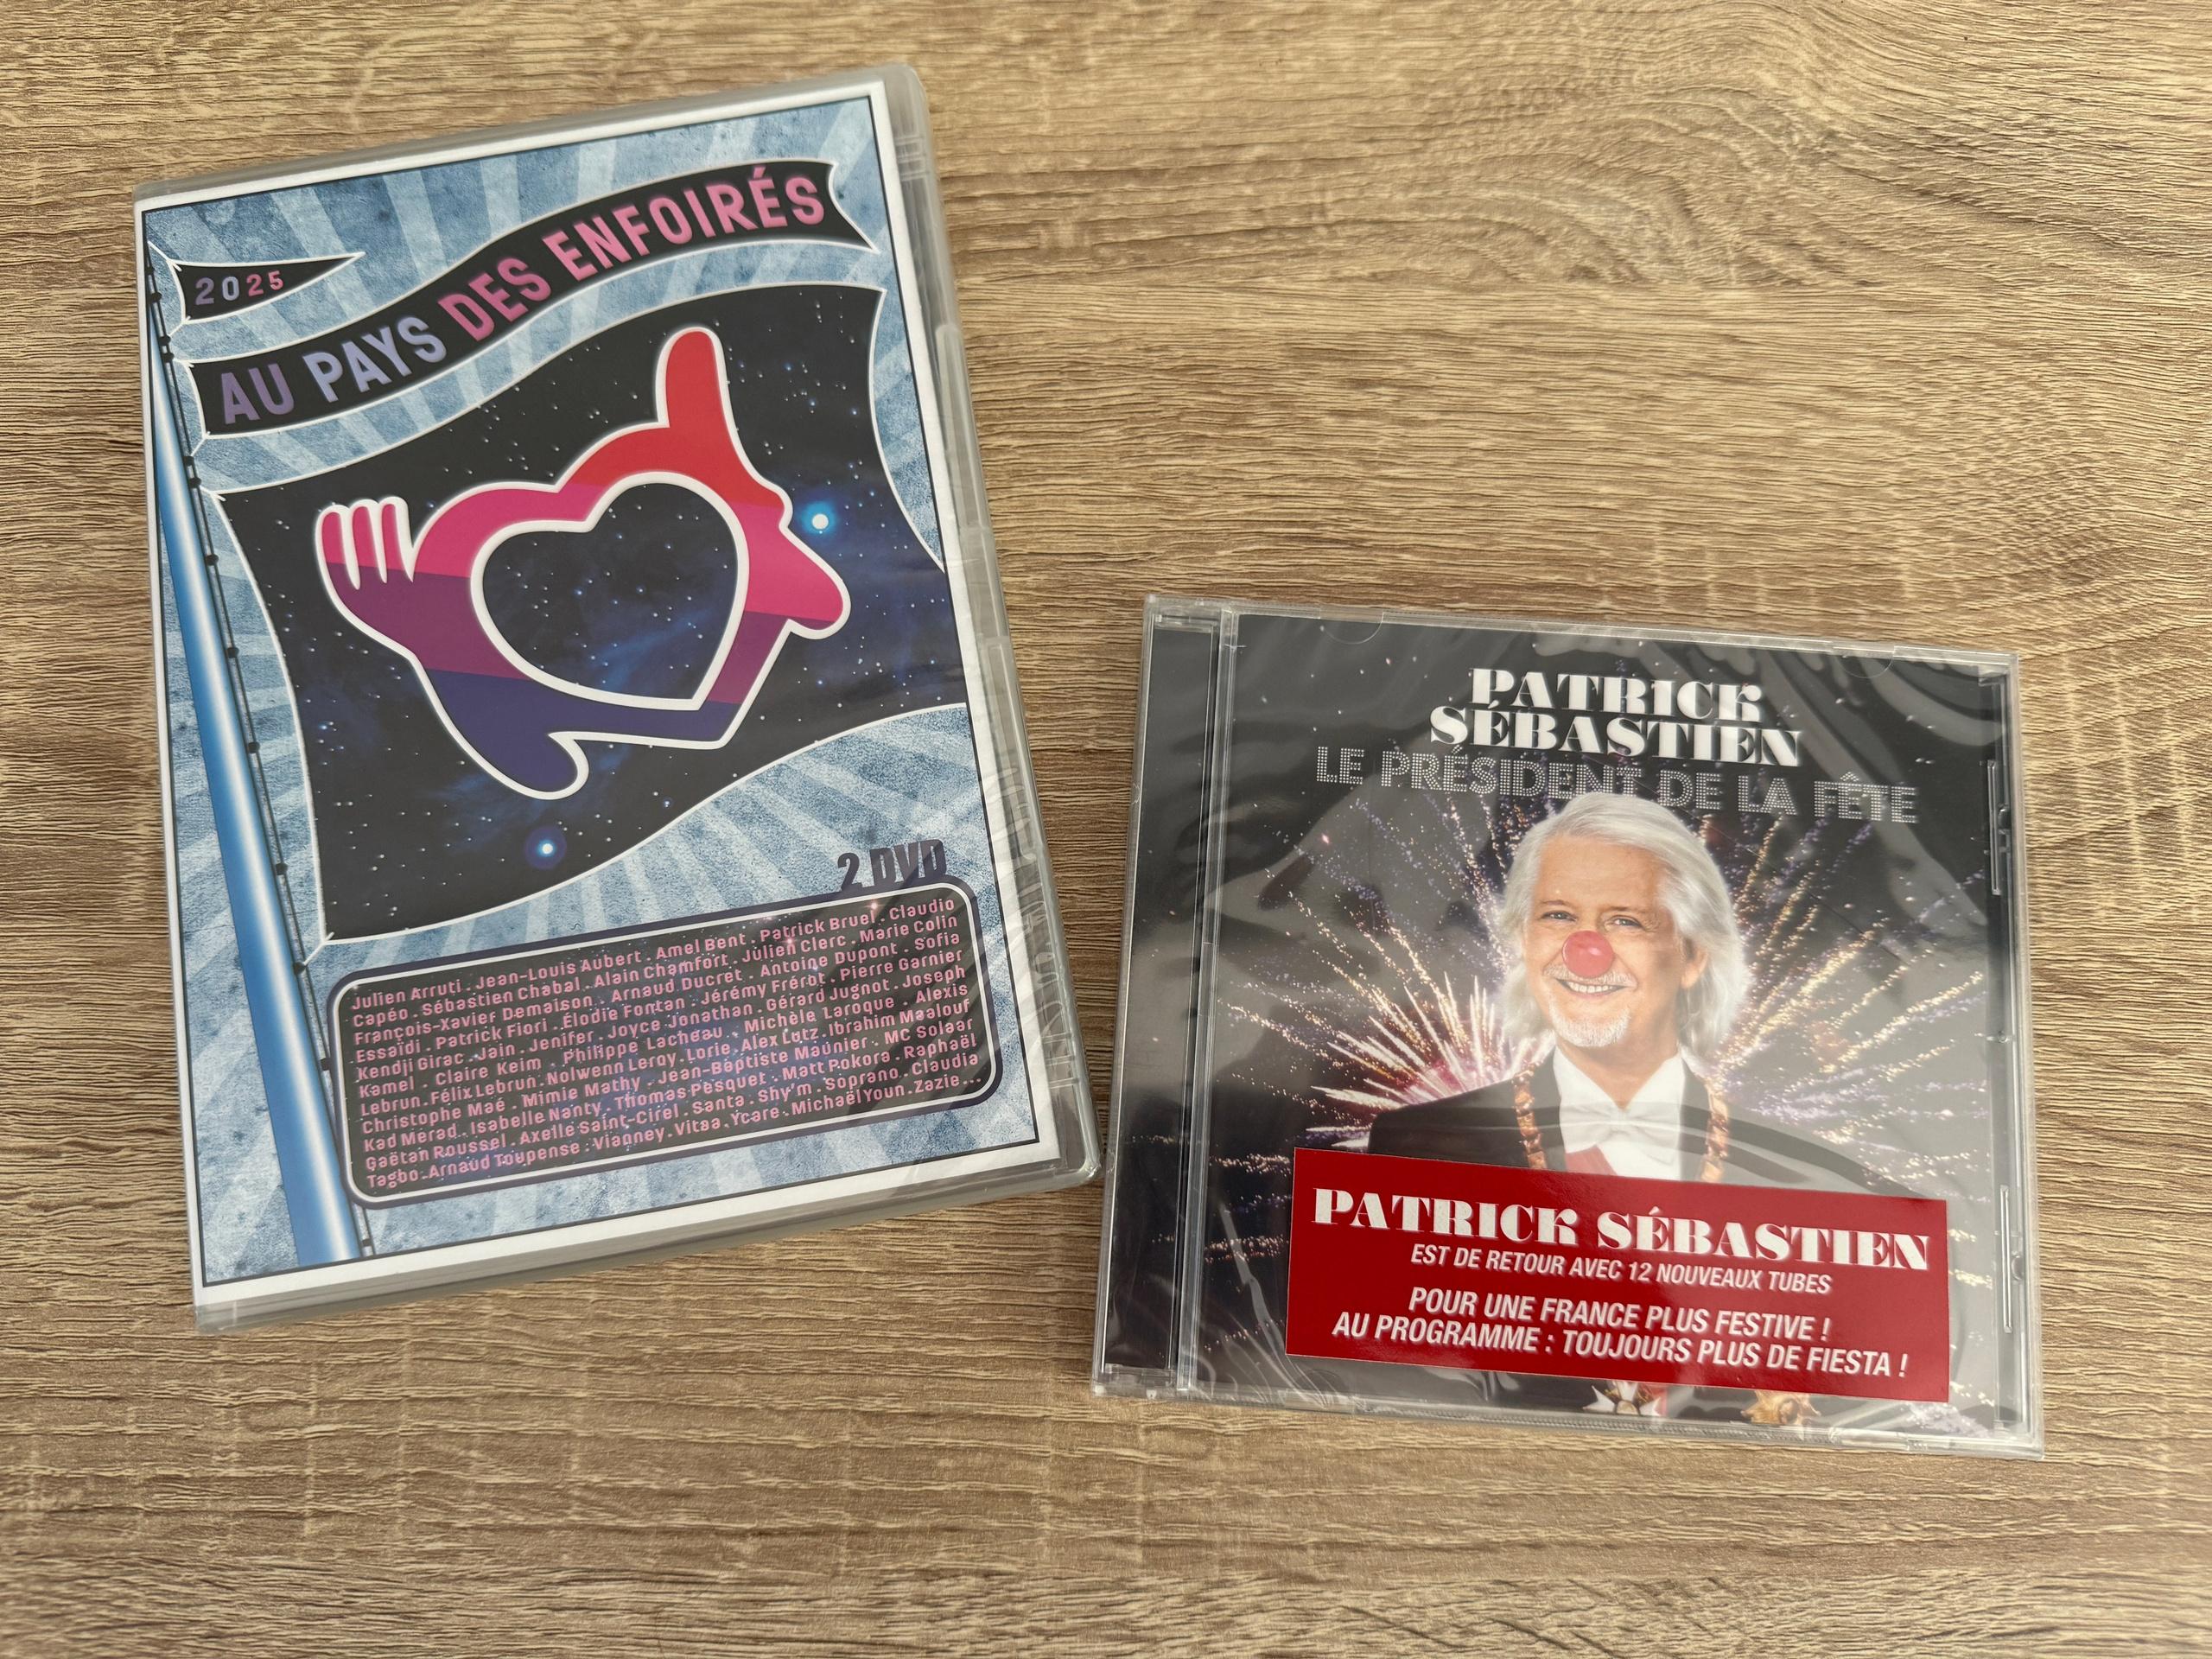 2025
AU PAYS DES ENFOIRÉS
2 DVD
Julien Arruti . Jean-Louis Aubert . Amel Bent . Patrick Bruel . Claudio
Capéo . Sébastien Chabal . Alain Chamfort . Julien Clerc . Marie Colin
François-Xavier Demaison . Arnaud Ducret . Antoine Dupont . Sofia
Essaïdi . Patrick Fiori . Élodie Fontan . Jérémy Frérot . Pierre Garnier
Kendji Girac . Jain . Jenifer . Joyce Jonathan . Gérard Jugnot . Joseph
Kamel . Claire Keim . Philippe Lacheau . Michèle Laroque . Alexis
Lebrun . Félix Lebrun . Nolwenn Leroy . Lorie . Alex Lutz . Ibrahim Maalouf
Christophe Maé . Mimie Mathy . Jean-Baptiste Maunier . MC Solaar
Kad Mérad . Isabelle Nanty . Thomas Pesquet . Matt Pokora . Raphaël
Gaëtan Roussel . Axelle Saint-Cirel . Santa . Shy'm . Soprano . Claudia
Tagbo . Arnaud Tsupense . Vianney . Vitaa . Ycare . Michaël Youn . Zazie ...
PATRICK
SÉBASTIEN
LE PRÉSIDENT DE LA FÊTE
PATRICK SÉBASTIEN
EST DE RETOUR AVEC 12 NOUVEAUX TUBES
POUR UNE FRANCE PLUS FESTIVE !
AU PROGRAMME : TOUJOURS PLUS DE FIESTA !